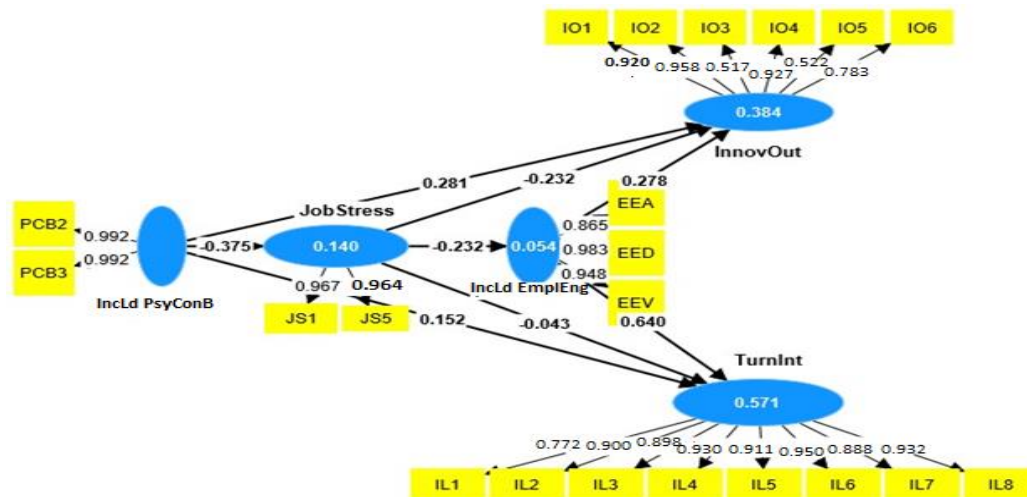 IO1 IO2 IO3 IO4 IO5 IO6
0.920 0.958 0.517 0.927 0.522 0.783
0.384
InnovOut
0.281 -0.232 0.278
PCB2
PCB3
0.992
0.992
IncLd PsyConB
-0.375
JobStress
0.140
-0.232
0.967 0.964
JS1 JS5
0.054
IncLd EmplEng
0.865
0.983
0.948
EEA
EED
EEV
0.152 -0.043 0.640
TurnInt
0.571
0.772 0.900 0.898 0.930 0.911 0.950 0.888 0.932
IL1 IL2 IL3 IL4 IL5 IL6 IL7 IL8